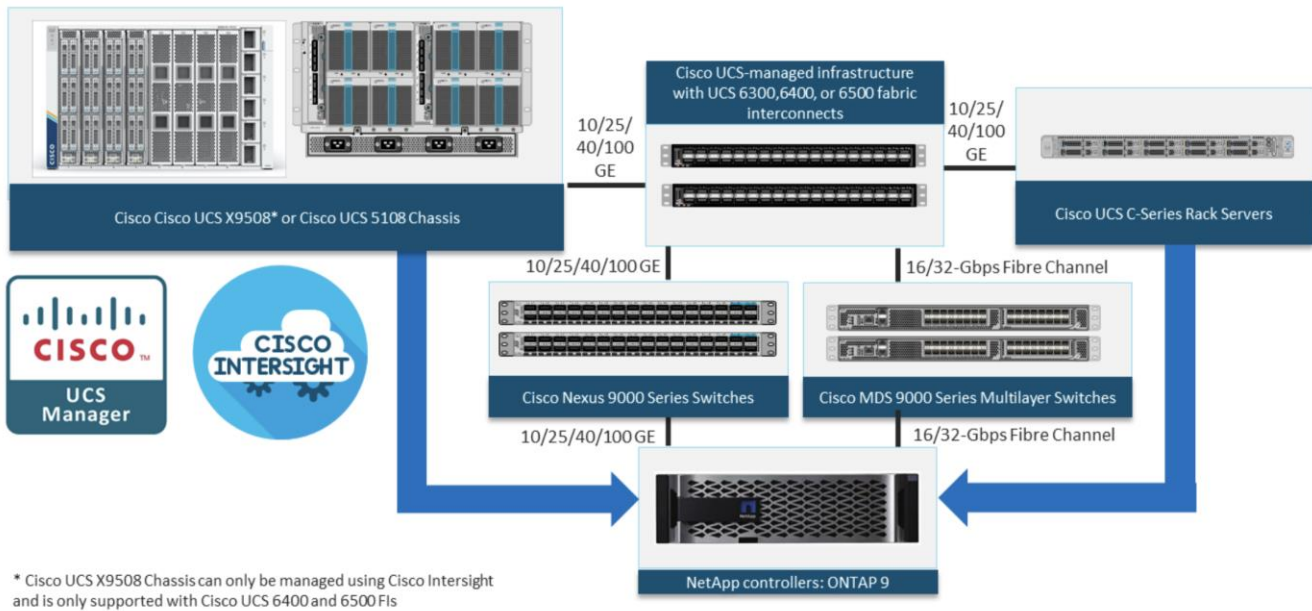 Cisco UCS-managed infrastructure
with UCS 6300,6400, or 6500 fabric
interconnects
10/25/
40/100
GE
10/25/
40/100
GE
CISCO
Cisco Cisco UCS X9508* or Cisco UCS 5108 Chassis
Cisco UCS C-Series Rack Servers
10/25/40/100 GE
16/32-Gbps Fibre Channel
CISCO TM
UCS
Manager
CISCO
INTERSIGHT
Cisco Nexus 9000 Series Switches
Cisco MDS 9000 Series Multilayer Switches
10/25/40/100 GE
16/32-Gbps Fibre Channel
NetApp controllers: ONTAP 9
* Cisco UCS X9508 Chassis can only be managed using Cisco Intersight
and is only supported with Cisco UCS 6400 and 6500 FIs